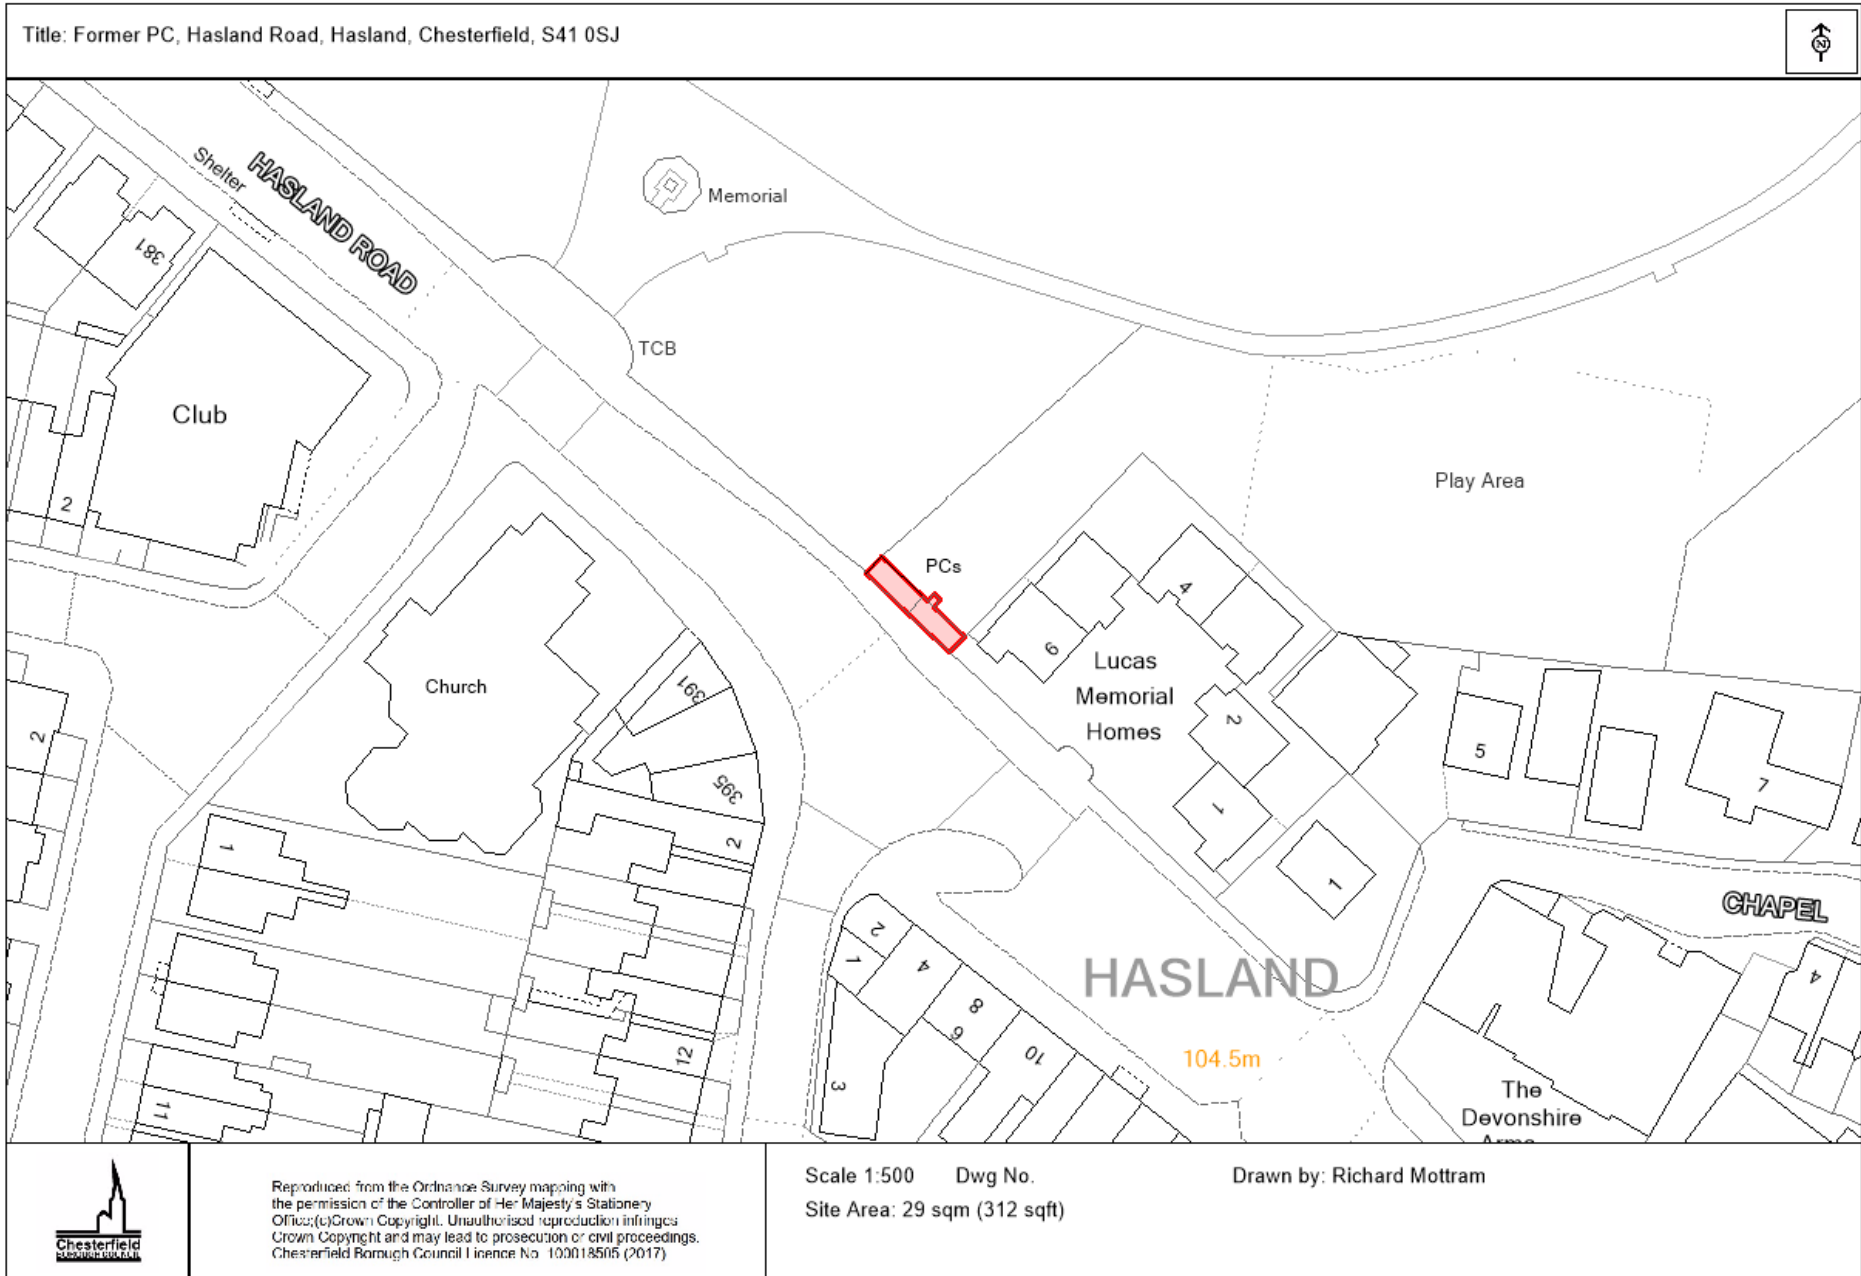 Title: Former PC, Hasland Road, Hasland, Chesterfield, S41 0SJ
N
Shelter
HASLAND ROAD
Memorial
381
TCB
Club
2
Play Area
PCs
4
6
Lucas
Memorial
Homes
Church
391
2
2
5
7
395
1
2
1
1
CHAPEL
2
1
4
4
8
HASLAND
6
10
12
104.5m
3
11
The
Devonshire
Arms
Chesterfield
BOROUGH COUNCIL
Reproduced from the Ordnance Survey mapping with
the permission of the Controller of Her Majesty's Stationery
Office;(c)Crown Copyright. Unauthorised reproduction infringes
Crown Copyright and may lead to prosecution or civil proceedings.
Chesterfield Borough Council Licence No. 100018505 (2017)
Scale 1:500 Dwg No. Drawn by: Richard Mottram
Site Area: 29 sqm (312 sqft)